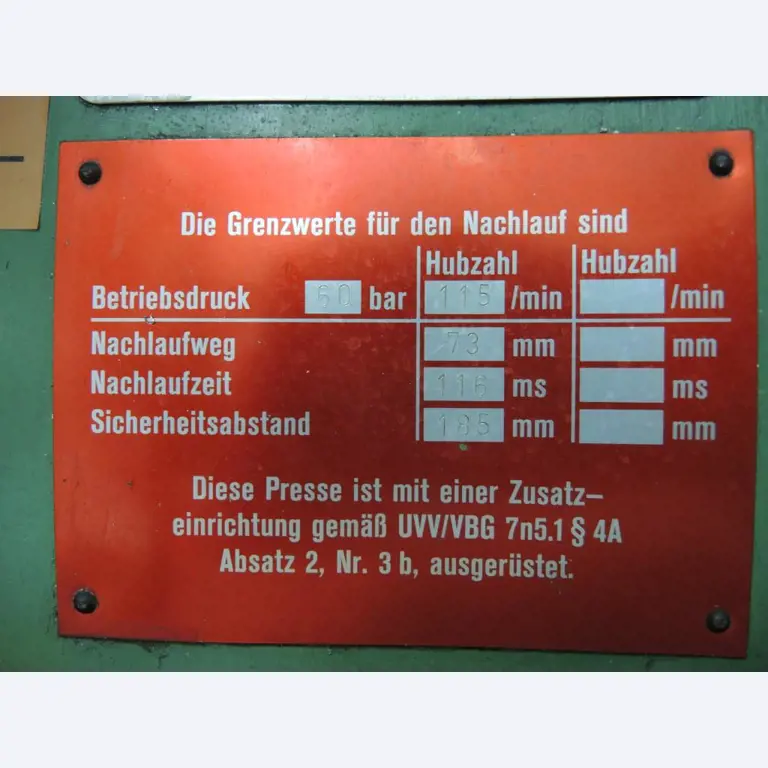 Die Grenzwerte für den Nachlauf sind
Hubzahl Hubzahl
Betriebsdruck 60 bar 115 /min /min
Nachlaufweg 73 mm mm
Nachlaufzeit 116 ms ms
Sicherheitsabstand 185 mm mm
Diese Presse ist mit einer Zusatz–
einrichtung gemäß UVV/VBG 7n5.1 § 4A
Absatz 2, Nr. 3 b, ausgerüstet.